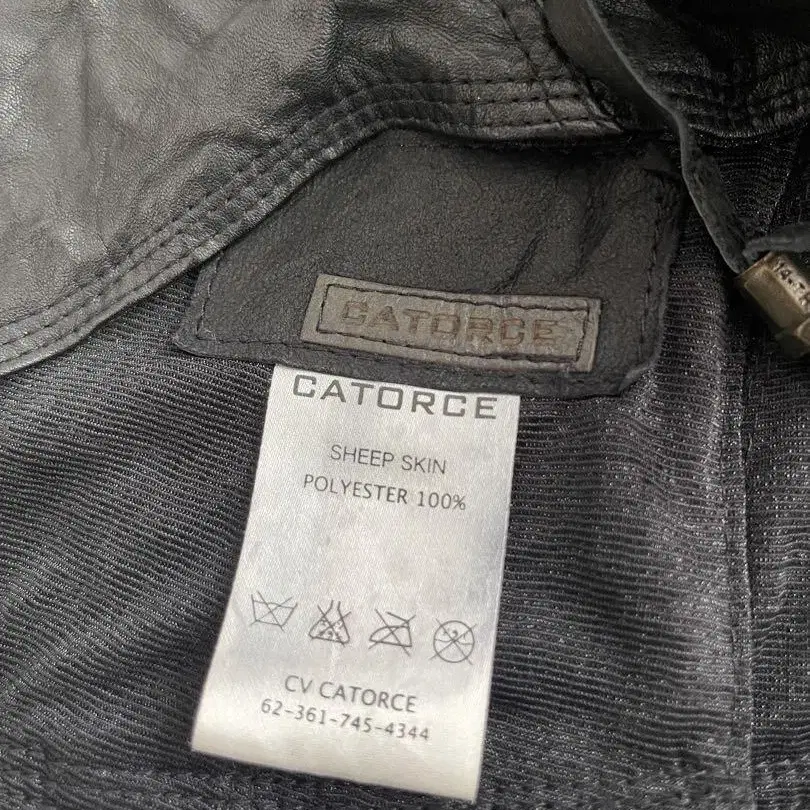 CATORCE
CATORCE
SHEEP SKIN
POLYESTER 100%
CV CATORCE
62-361-745-4344